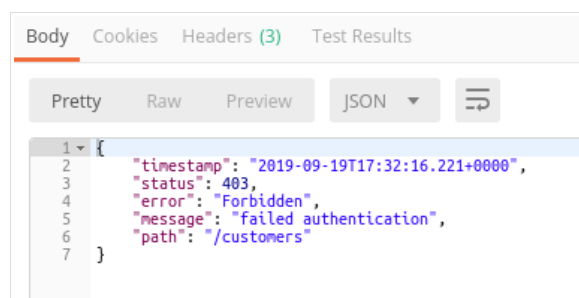 Body Cookies Headers (3) Test Results
Pretty Raw Preview JSON
1 {
2 "timestamp": "2019-09-19T17:32:16.221+0000",
3 "status": 403,
4 "error": "Forbidden",
5 "message": "failed authentication",
6 "path": "/customers"
7 }